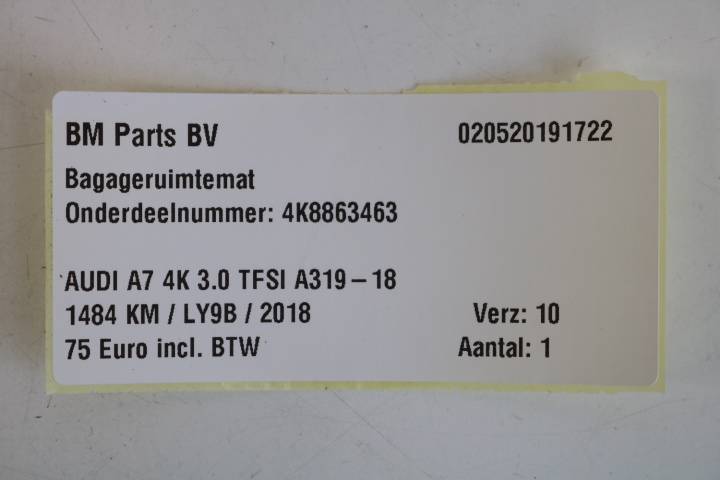 BM Parts BV 020520191722
Bagageruimtemat
Onderdeelnummer: 4K8863463
AUDI A7 4K 3.0 TFSI A319-18
1484 KM / LY9B / 2018 Verz: 10
75 Euro incl. BTW Aantal: 1